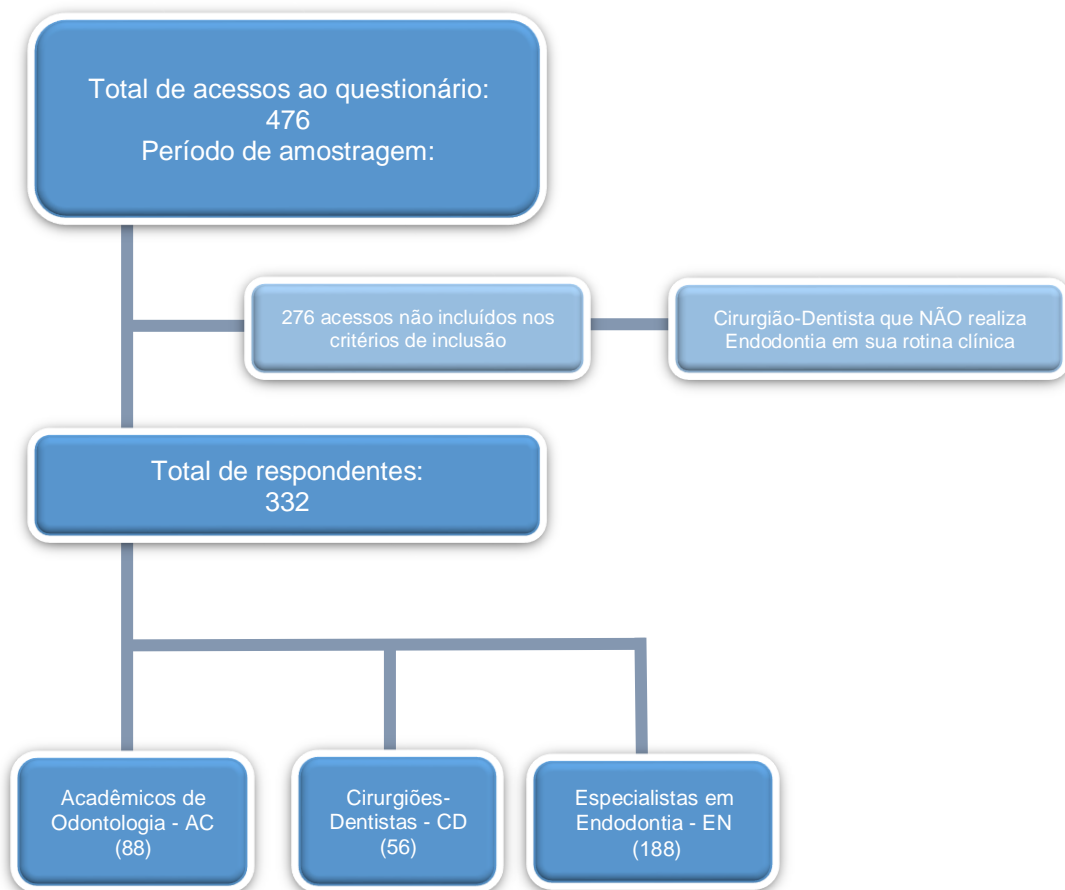 Total de acessos ao questionário:
476
Período de amostragem:
276 acessos não incluídos nos
critérios de inclusão
Cirurgião-Dentista que NÃO realiza
Endodontia em sua rotina clínica
Total de respondentes:
332
Acadêmicos de
Odontologia - AC
(88)
Cirurgiões-
Dentistas - CD
(56)
Especialistas em
Endodontia - EN
(188)